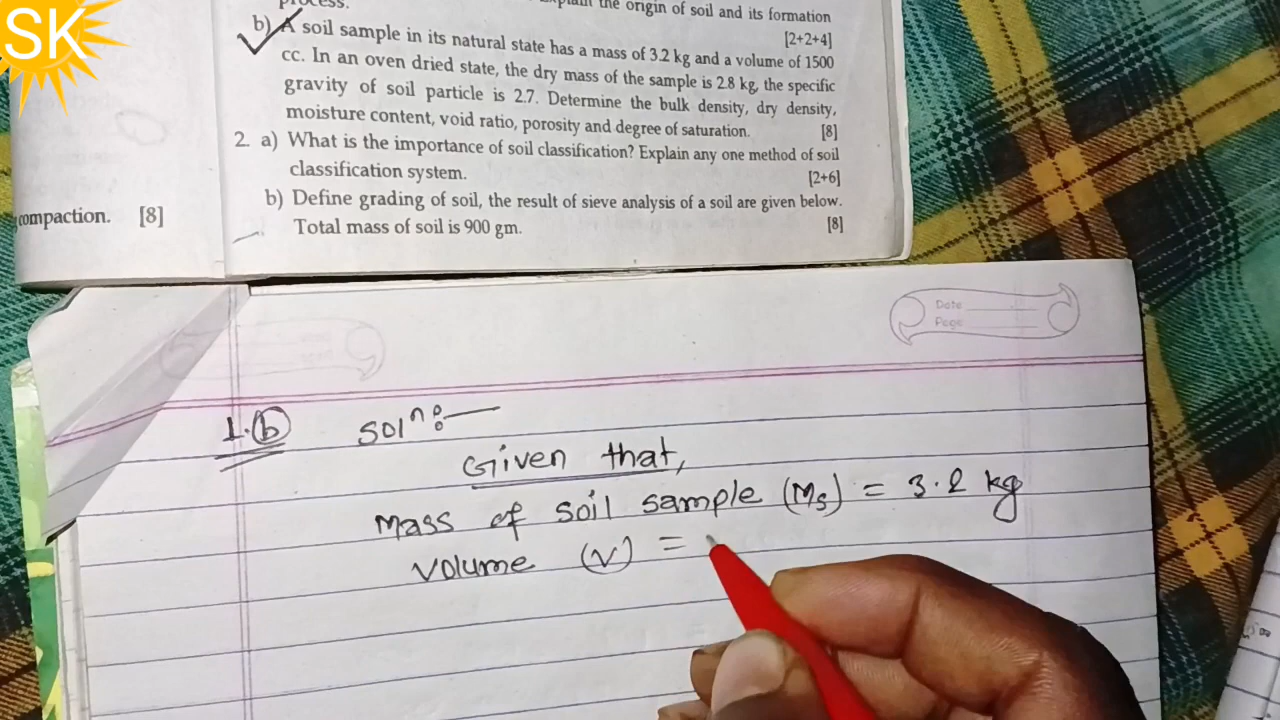 SK
process.
the origin of soil and its formation
[2+2+4]
b) A soil sample in its natural state has a mass of 3.2 kg and a volume of 1500
cc. In an oven dried state, the dry mass of the sample is 2.8 kg, the specific
gravity of soil particle is 2.7. Determine the bulk density, dry density,
moisture content, void ratio, porosity and degree of saturation. [8]
2. a) What is the importance of soil classification? Explain any one method of soil
classification system. [2+6]
b) Define grading of soil, the result of sieve analysis of a soil are given below.
Total mass of soil is 900 gm. [8]
compaction. [8]
Date
Page
1.(b) Solⁿ:—
Given that,
Mass of soil sample (Ms) = 3.2 kg
Volume (V) =